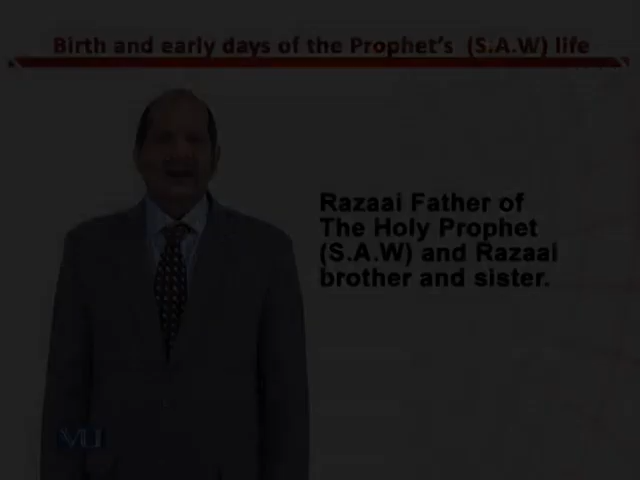 Birth and early days of the Prophet's (S.A.W) life
Razaai Father of
The Holy Prophet
(S.A.W) and Razaai
brother and sister.